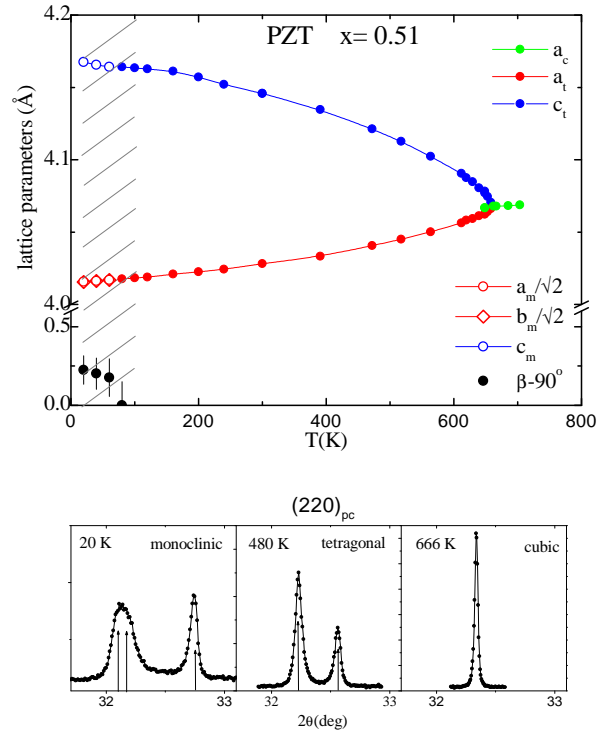 PZT x= 0.51
4.2
4.1
4.0
0.5
0.0
lattice parameters (Å)
a_c
a_t
c_t
a_m/√2
b_m/√2
c_m
β-90°
0 200 400 600 800
T(K)
(220)_pc
20 K monoclinic
480 K tetragonal
666 K cubic
32 33 32 33 32 33
2θ(deg)